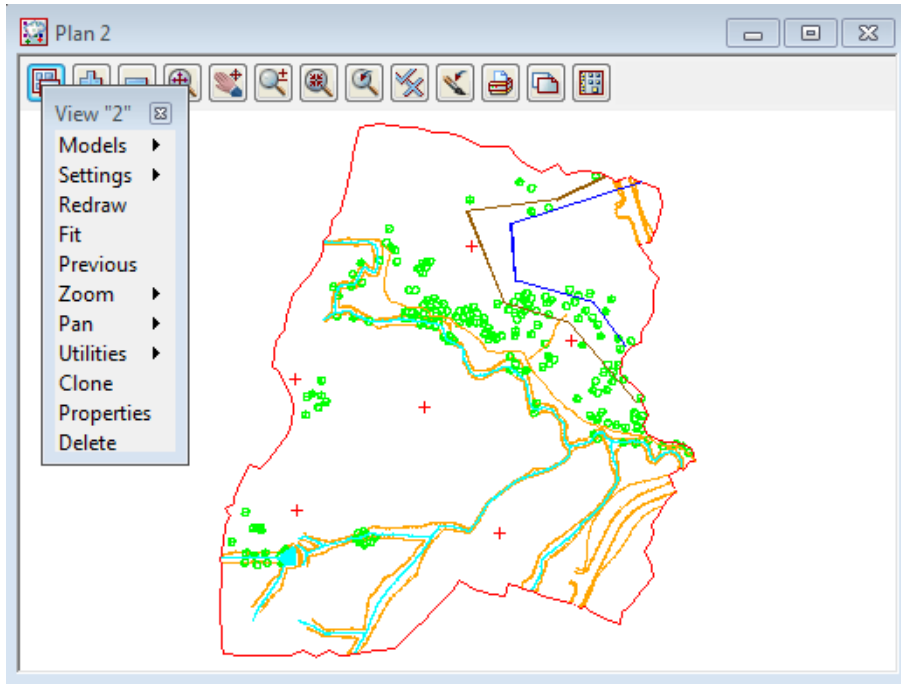 Plan 2
View "2"
Models
Settings
Redraw
Fit
Previous
Zoom
Pan
Utilities
Clone
Properties
Delete